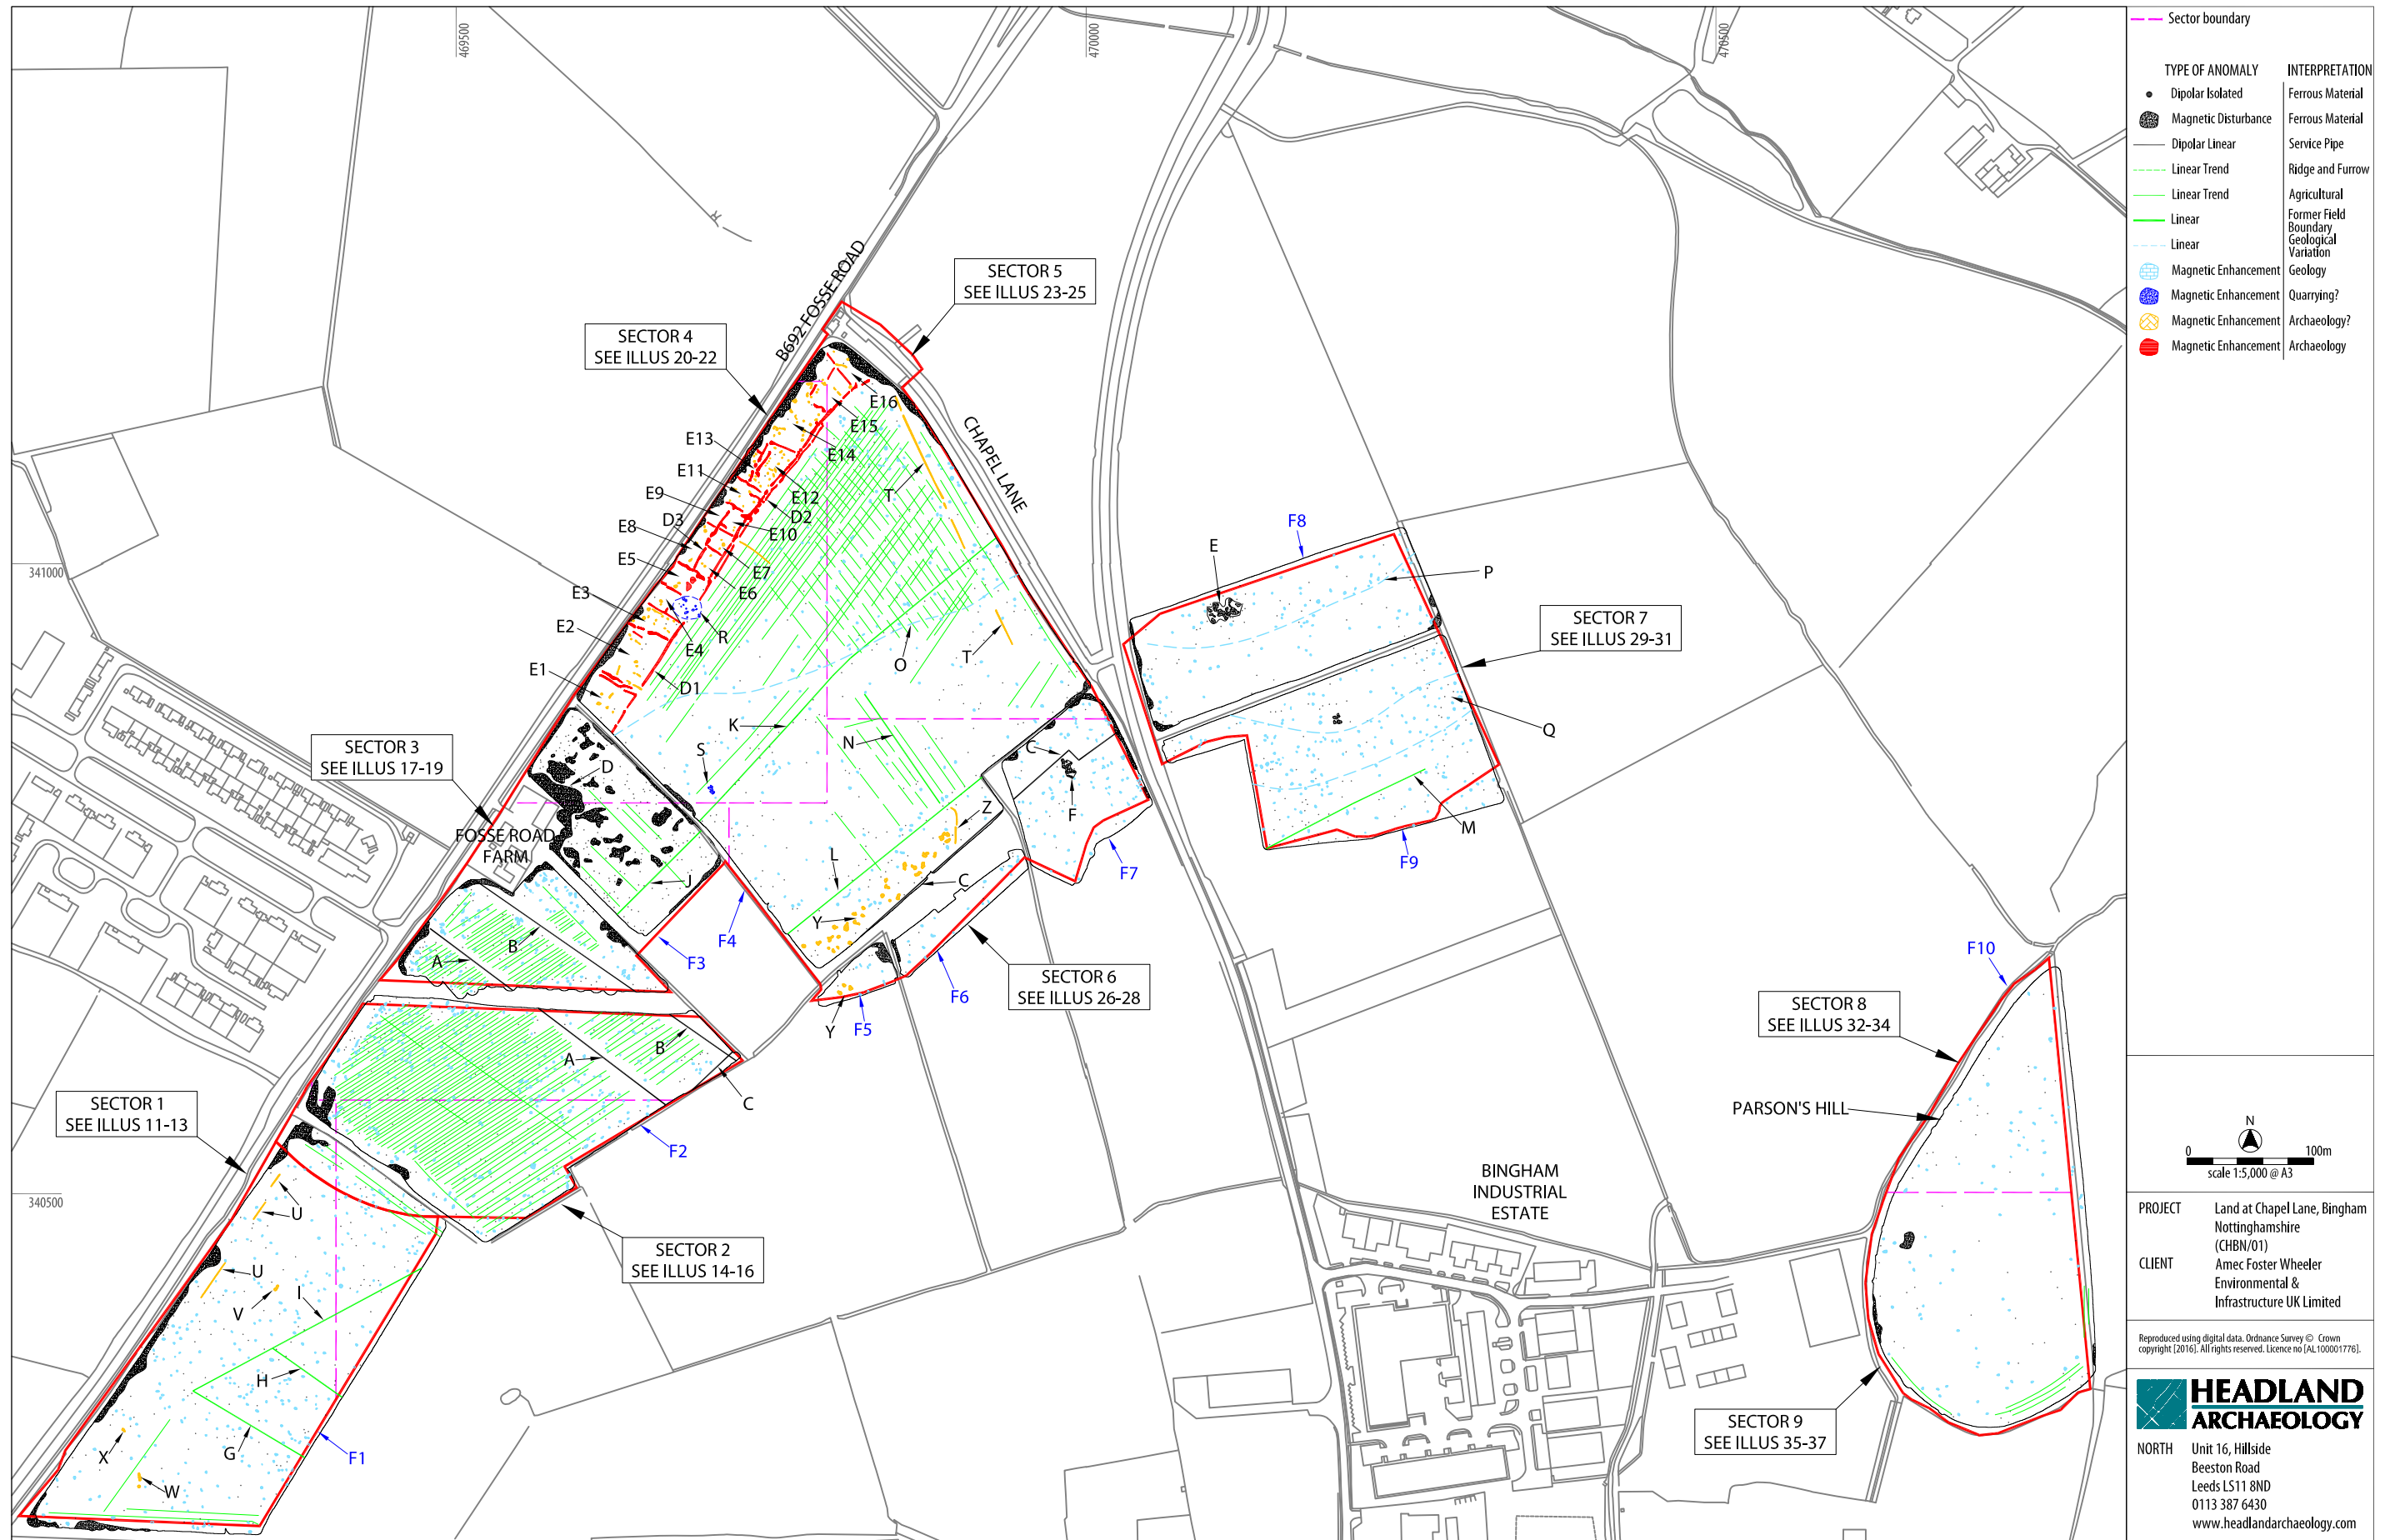 469500
470000
470500
341000
340500
B692 FOSSE ROAD
CHAPEL LANE
SECTOR 5
SEE ILLUS 23-25
SECTOR 4
SEE ILLUS 20-22
E16
E15
E14
E13
E11
E9
D3
E8
E5
E3
E2
E1
E12
D2
E10
E7
E6
R
E4
D1
T
T
O
K
N
S
L
Z
C
Y
Y
SECTOR 3
SEE ILLUS 17-19
D
FOSSE ROAD
FARM
J
B
A
F3
F4
C
F
F7
F6
F5
SECTOR 6
SEE ILLUS 26-28
F8
E
P
SECTOR 7
SEE ILLUS 29-31
Q
M
F9
A
B
C
F2
SECTOR 1
SEE ILLUS 11-13
SECTOR 2
SEE ILLUS 14-16
U
U
V
I
H
G
X
W
F1
F10
SECTOR 8
SEE ILLUS 32-34
PARSON'S HILL
BINGHAM
INDUSTRIAL
ESTATE
SECTOR 9
SEE ILLUS 35-37
Sector boundary
TYPE OF ANOMALY INTERPRETATION
Dipolar Isolated Ferrous Material
Magnetic Disturbance Ferrous Material
Dipolar Linear Service Pipe
Linear Trend Ridge and Furrow
Linear Trend Agricultural
Linear Former Field
Boundary
Linear Geological
Variation
Magnetic Enhancement Geology
Magnetic Enhancement Quarrying?
Magnetic Enhancement Archaeology?
Magnetic Enhancement Archaeology
N
0 100m
scale 1:5,000 @ A3
PROJECT Land at Chapel Lane, Bingham
Nottinghamshire
(CHBN/01)
CLIENT Amec Foster Wheeler
Environmental &
Infrastructure UK Limited
Reproduced using digital data. Ordnance Survey © Crown
copyright [2016]. All rights reserved. Licence no [AL100001776].
HEADLAND
ARCHAEOLOGY
NORTH Unit 16, Hillside
Beeston Road
Leeds LS11 8ND
0113 387 6430
www.headlandarchaeology.com